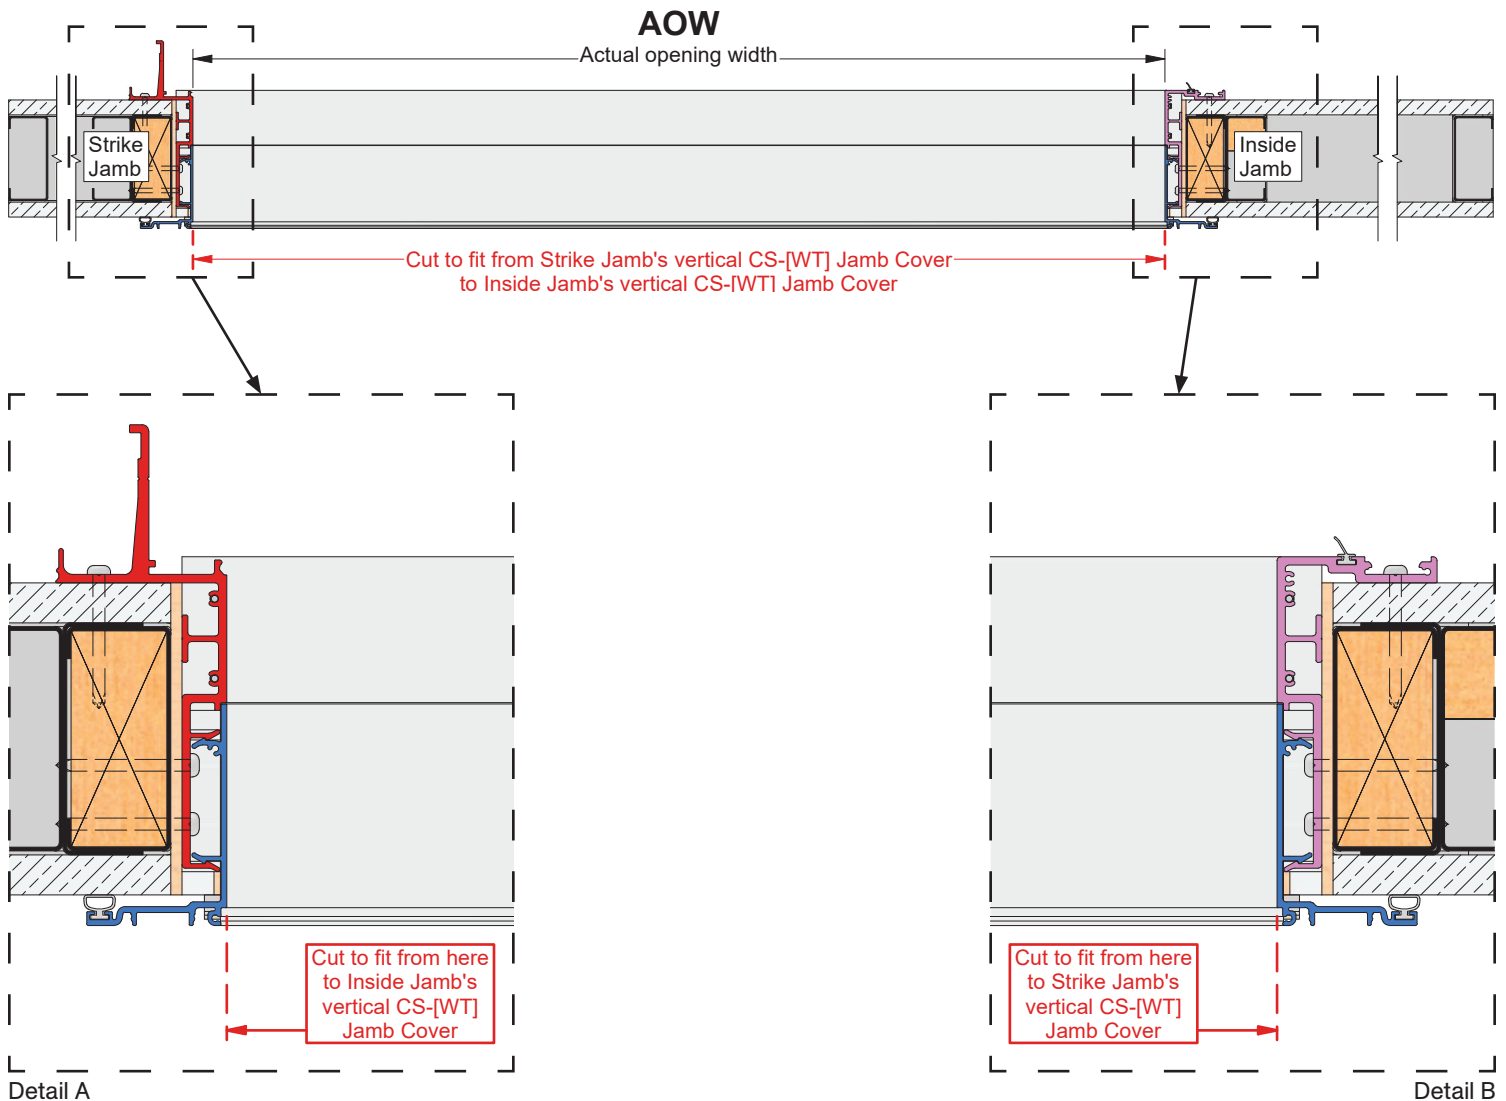 AOW
Actual opening width
Strike
Jamb
Inside
Jamb
Cut to fit from Strike Jamb's vertical CS-[WT] Jamb Cover
to Inside Jamb's vertical CS-[WT] Jamb Cover
Cut to fit from here
to Inside Jamb's
vertical CS-[WT]
Jamb Cover
Cut to fit from here
to Strike Jamb's
vertical CS-[WT]
Jamb Cover
Detail A
Detail B